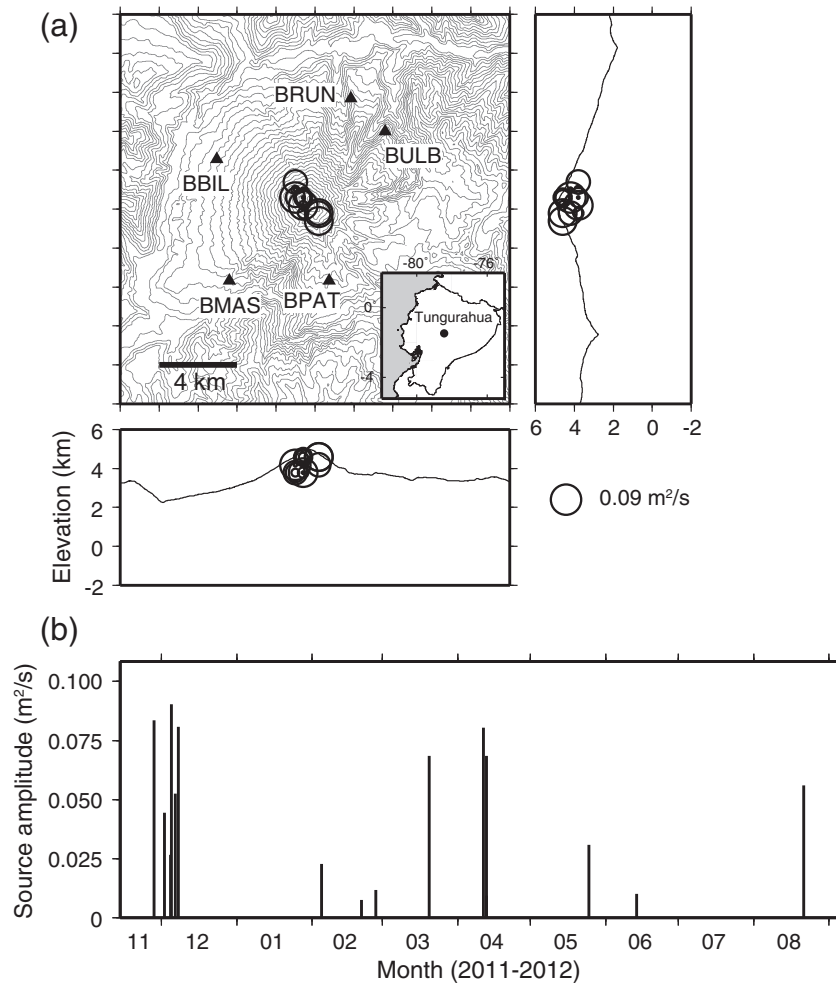 (a)
BRUN
BULB
BBIL
BMAS
BPAT
4 km
-80° -76°
0°
Tungurahua
-4°
6 4 2 0 -2
6
4
2
0
-2
Elevation (km)
0.09 m²/s
(b)
0.100
0.075
0.050
0.025
0
Source amplitude (m²/s)
11 12 01 02 03 04 05 06 07 08
Month (2011-2012)